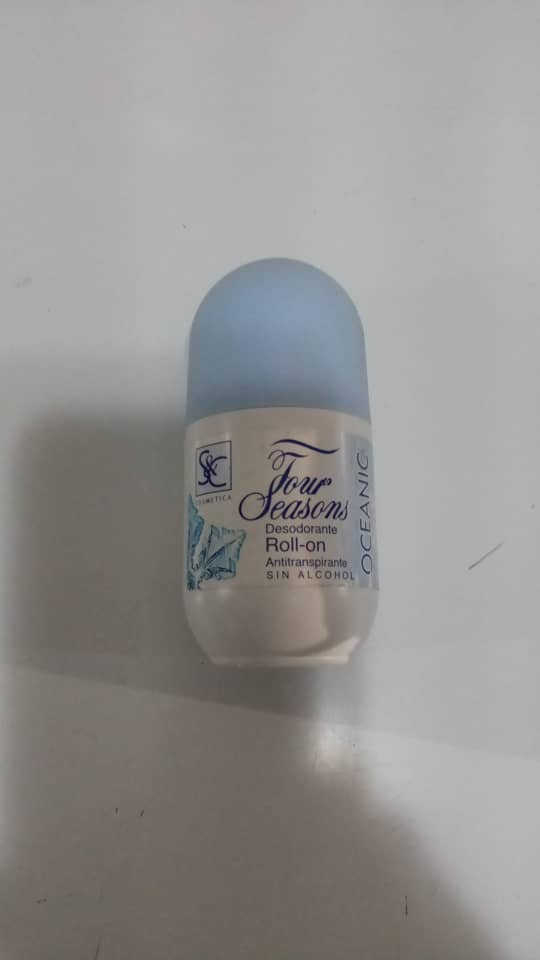 S&C
COSMETICA
Four
Seasons
Desodorante
Roll-on
Antitranspirante
SIN ALCOHOL
OCEANIC